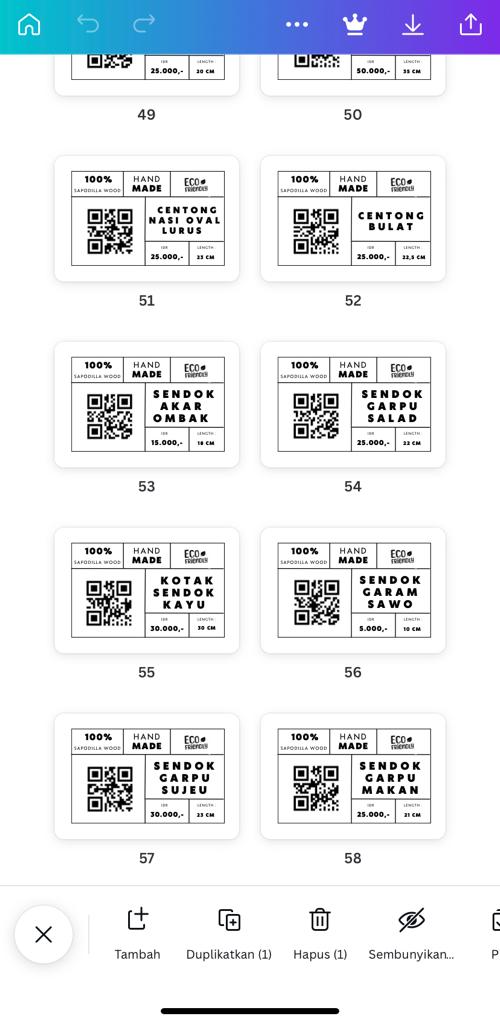 IDR LENGTH :
25.000,- 20 CM
49
IDR LENGTH :
50.000,- 35 CM
50
100% HAND ECO
SAPODILLA WOOD MADE FRIENDLY
CENTONG
NASI OVAL
LURUS
IDR LENGTH :
25.000,- 23 CM
51
100% HAND ECO
SAPODILLA WOOD MADE FRIENDLY
CENTONG
BULAT
IDR LENGTH :
25.000,- 22,5 CM
52
100% HAND ECO
SAPODILLA WOOD MADE FRIENDLY
SENDOK
AKAR
OMBAK
IDR LENGTH :
15.000,- 18 CM
53
100% HAND ECO
SAPODILLA WOOD MADE FRIENDLY
SENDOK
GARPU
SALAD
IDR LENGTH :
25.000,- 22 CM
54
100% HAND ECO
SAPODILLA WOOD MADE FRIENDLY
KOTAK
SENDOK
KAYU
IDR LENGTH :
30.000,- 30 CM
55
100% HAND ECO
SAPODILLA WOOD MADE FRIENDLY
SENDOK
GARAM
SAWO
IDR LENGTH :
5.000,- 10 CM
56
100% HAND ECO
SAPODILLA WOOD MADE FRIENDLY
SENDOK
GARPU
SUJEU
IDR LENGTH :
30.000,- 23 CM
57
100% HAND ECO
SAPODILLA WOOD MADE FRIENDLY
SENDOK
GARPU
MAKAN
IDR LENGTH :
25.000,- 21 CM
58
Tambah Duplikatkan (1) Hapus (1) Sembunyikan... P